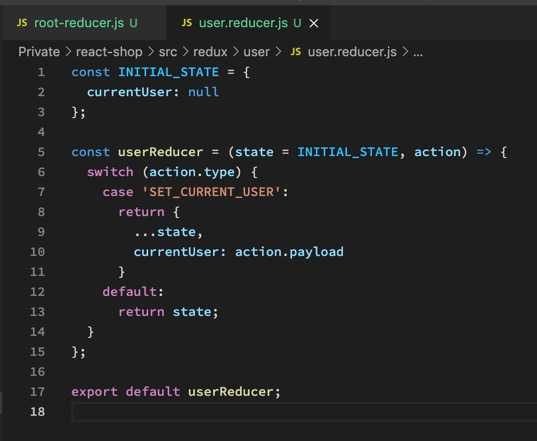 JS root-reducer.js U
JS user.reducer.js U ×
Private > react-shop > src > redux > user > JS user.reducer.js > ...
1 const INITIAL_STATE = {
2   currentUser: null
3 };
4
5 const userReducer = (state = INITIAL_STATE, action) => {
6   switch (action.type) {
7     case 'SET_CURRENT_USER':
8       return {
9         ...state,
10         currentUser: action.payload
11       }
12     default:
13       return state;
14   }
15 };
16
17 export default userReducer;
18